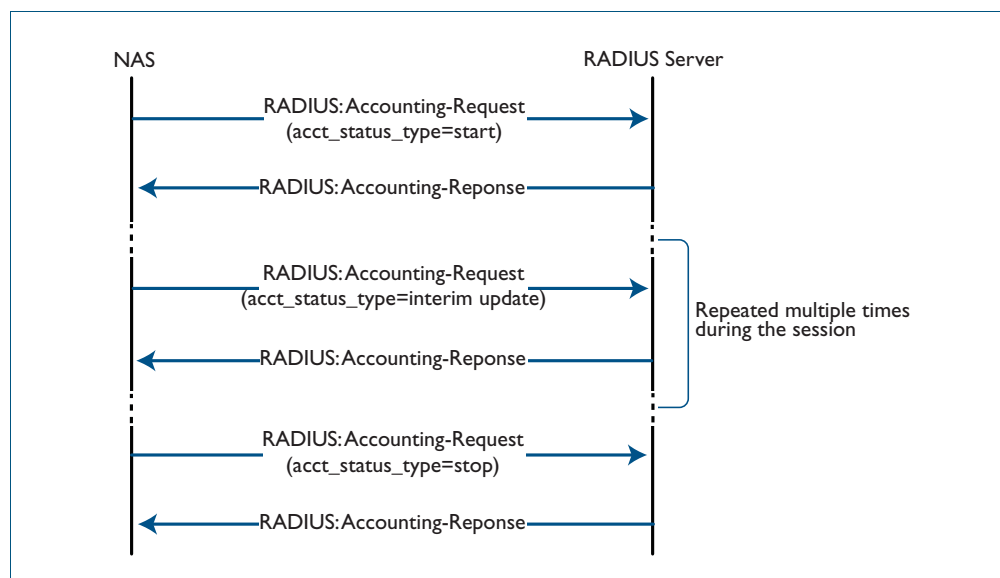 NAS
RADIUS Server
RADIUS: Accounting-Request
(acct_status_type=start)
RADIUS: Accounting-Reponse
RADIUS: Accounting-Request
(acct_status_type=interim update)
Repeated multiple times
during the session
RADIUS: Accounting-Reponse
RADIUS: Accounting-Request
(acct_status_type=stop)
RADIUS: Accounting-Reponse